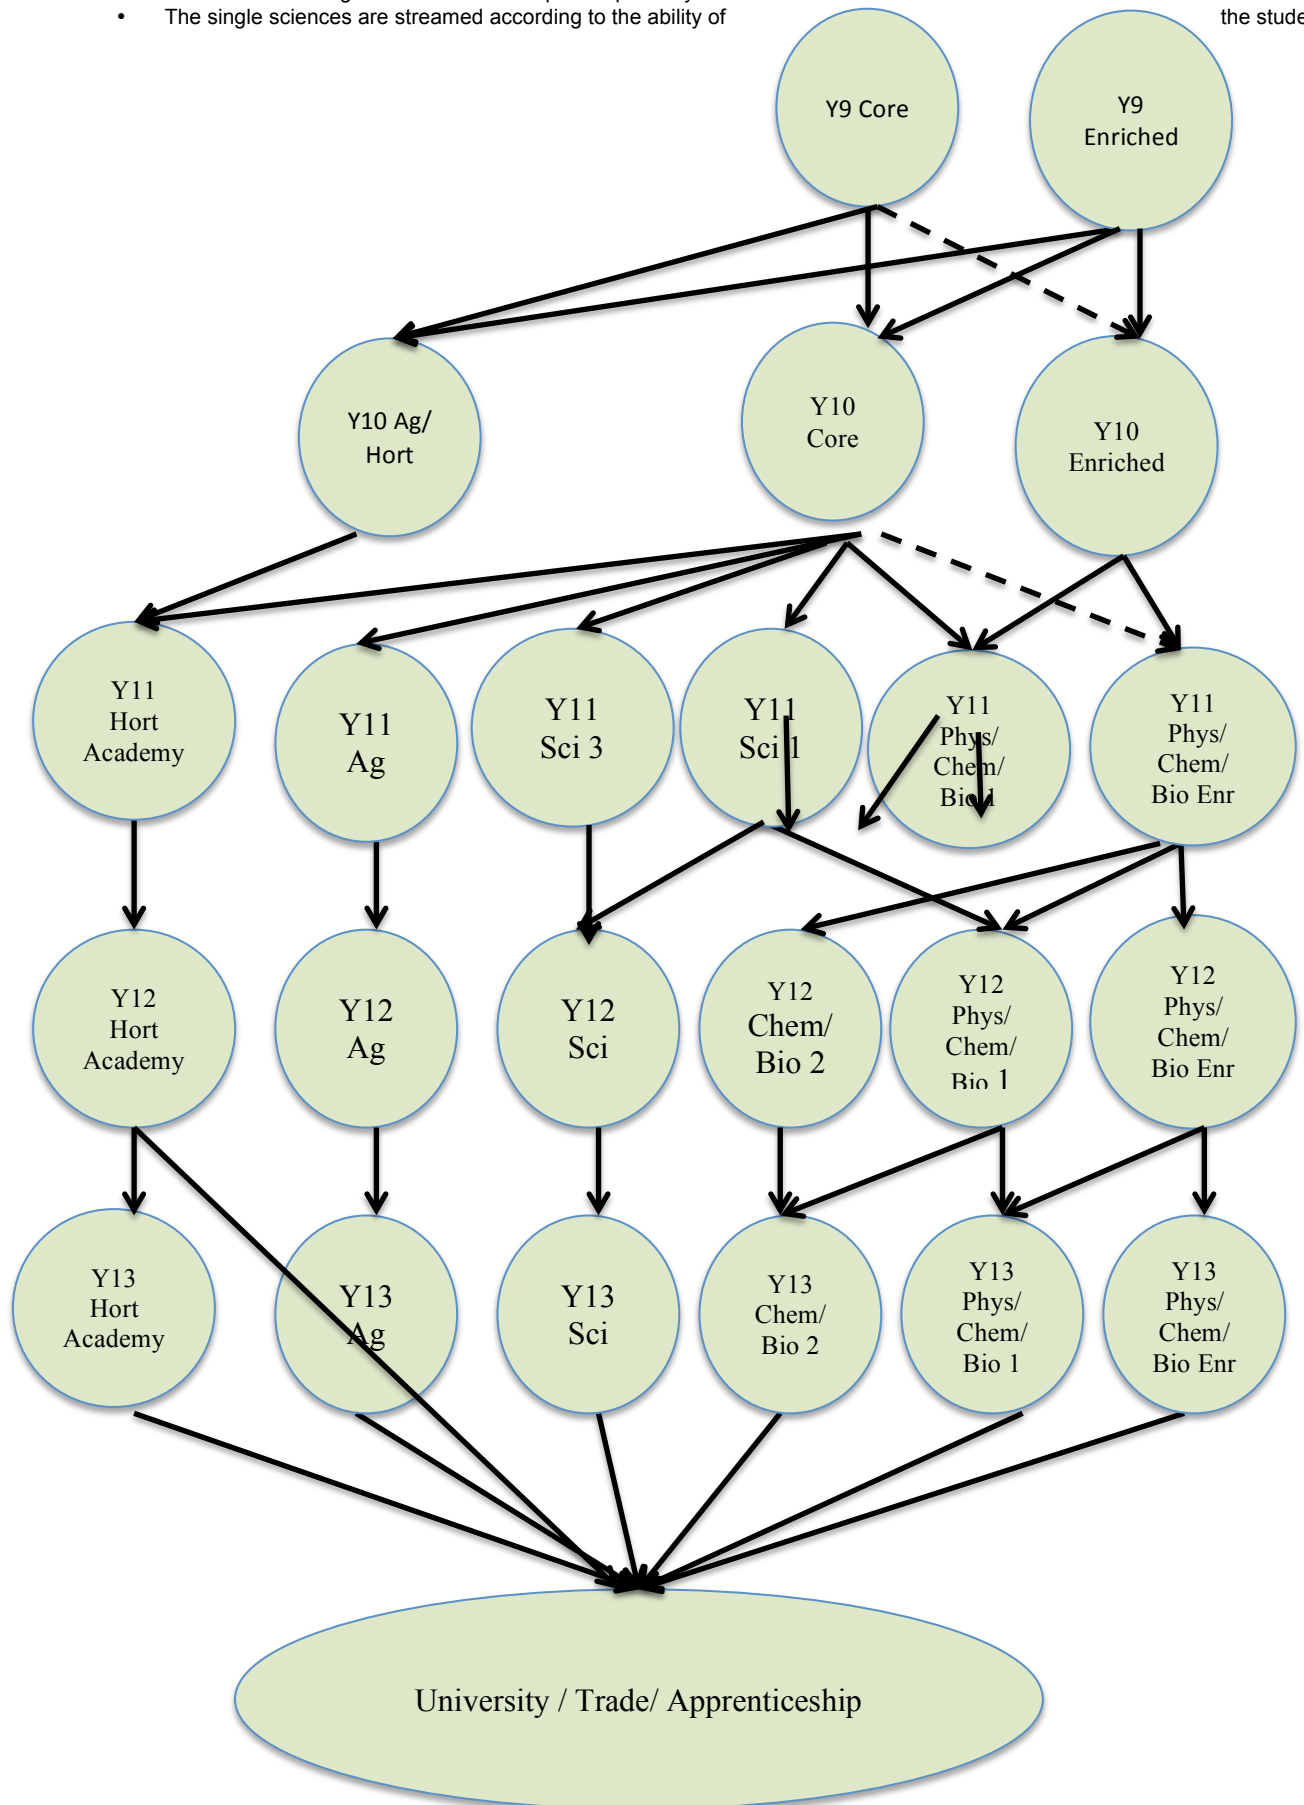 • The single sciences are streamed according to the ability of the stude
Y9 Core
Y9
Enriched
Y10 Ag/
Hort
Y10
Core
Y10
Enriched
Y11
Hort
Academy
Y11
Ag
Y11
Sci 3
Y11
Sci 1
Y11
Phys/
Chem/
Bio 1
Y11
Phys/
Chem/
Bio Enr
Y12
Hort
Academy
Y12
Ag
Y12
Sci
Y12
Chem/
Bio 2
Y12
Phys/
Chem/
Bio 1
Y12
Phys/
Chem/
Bio Enr
Y13
Hort
Academy
Y13
Ag
Y13
Sci
Y13
Chem/
Bio 2
Y13
Phys/
Chem/
Bio 1
Y13
Phys/
Chem/
Bio Enr
University / Trade/ Apprenticeship